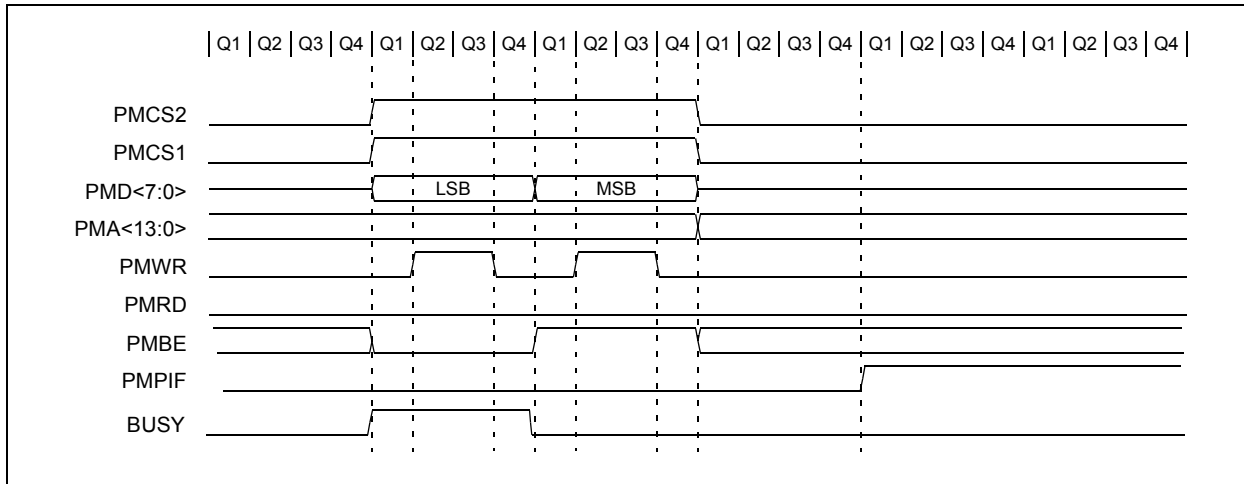 Q1 Q2 Q3 Q4 Q1 Q2 Q3 Q4 Q1 Q2 Q3 Q4 Q1 Q2 Q3 Q4 Q1 Q2 Q3 Q4 Q1 Q2 Q3 Q4
PMCS2
PMCS1
PMD<7:0> LSB MSB
PMA<13:0>
PMWR
PMRD
PMBE
PMPIF
BUSY